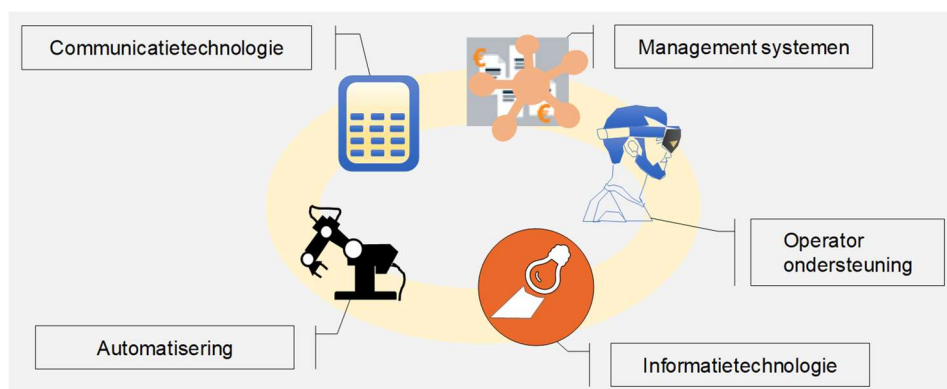 Communicatietechnologie
Management systemen
€
€
Operator
ondersteuning
Automatisering
Informatietechnologie